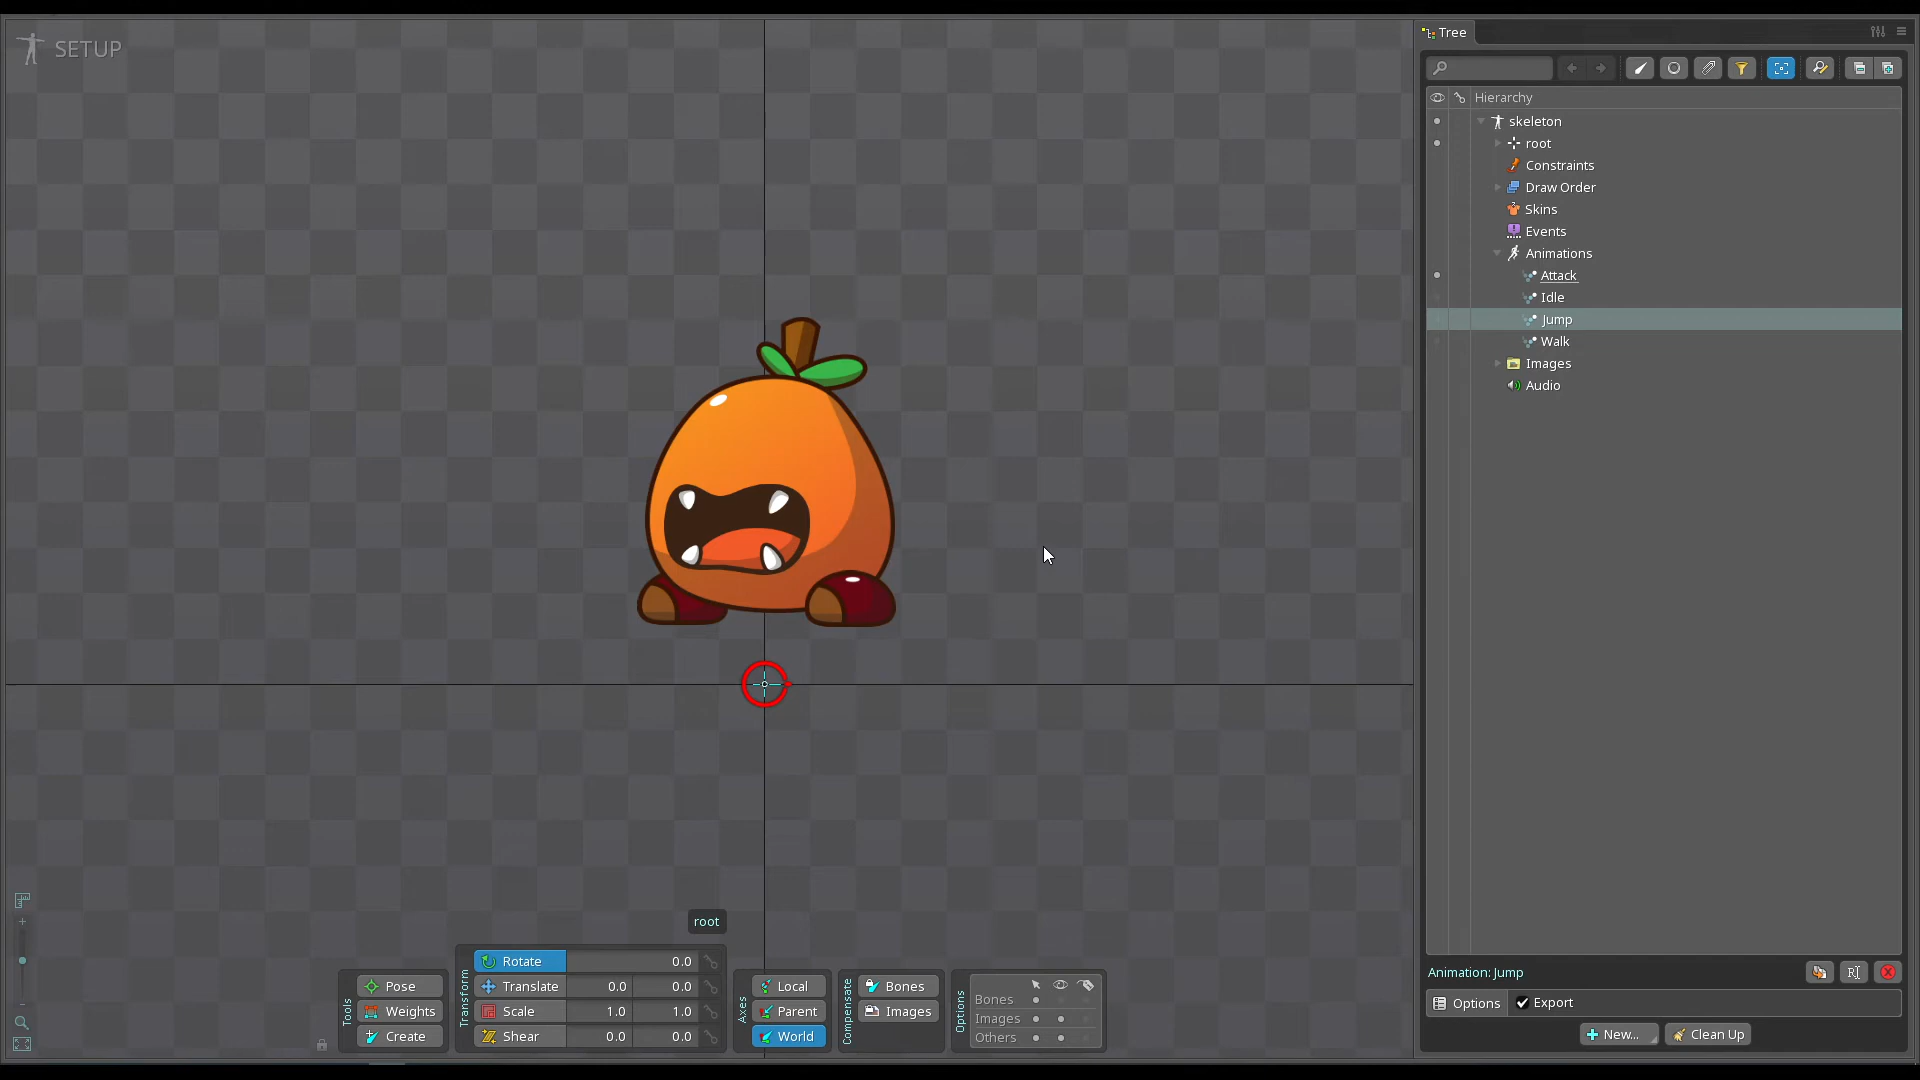 SETUP
Tree
Hierarchy
skeleton
root
Constraints
Draw Order
Skins
Events
Animations
Attack
Idle
Jump
Walk
Images
Audio
root
Tools
Pose
Weights
Create
Transform
Rotate 0.0
Translate 0.0 0.0
Scale 1.0 1.0
Shear 0.0 0.0
Axes
Local
Parent
World
Compensate
Bones
Images
Options
Bones
Images
Others
Animation: Jump
Options Export
New... Clean Up